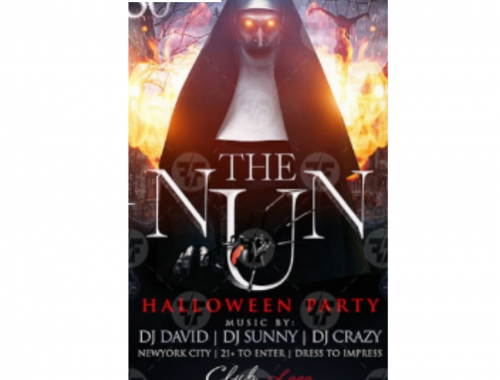 THE
NUN
HALLOWEEN PARTY
MUSIC BY:
DJ DAVID | DJ SUNNY | DJ CRAZY
NEWYORK CITY | 21+ TO ENTER | DRESS TO IMPRESS
Club